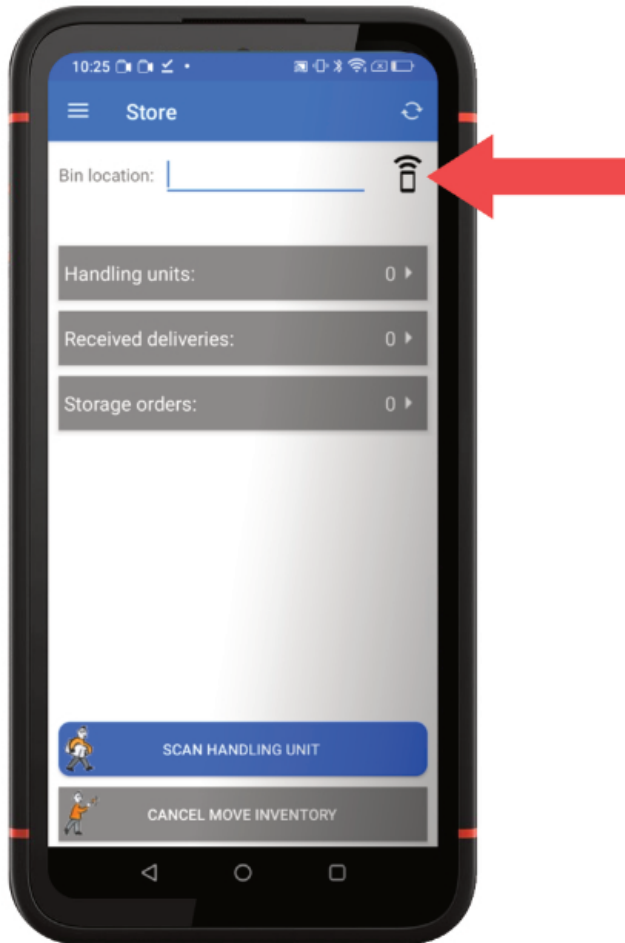 10:25
Store
Bin location:
Handling units: 0
Received deliveries: 0
Storage orders: 0
SCAN HANDLING UNIT
CANCEL MOVE INVENTORY